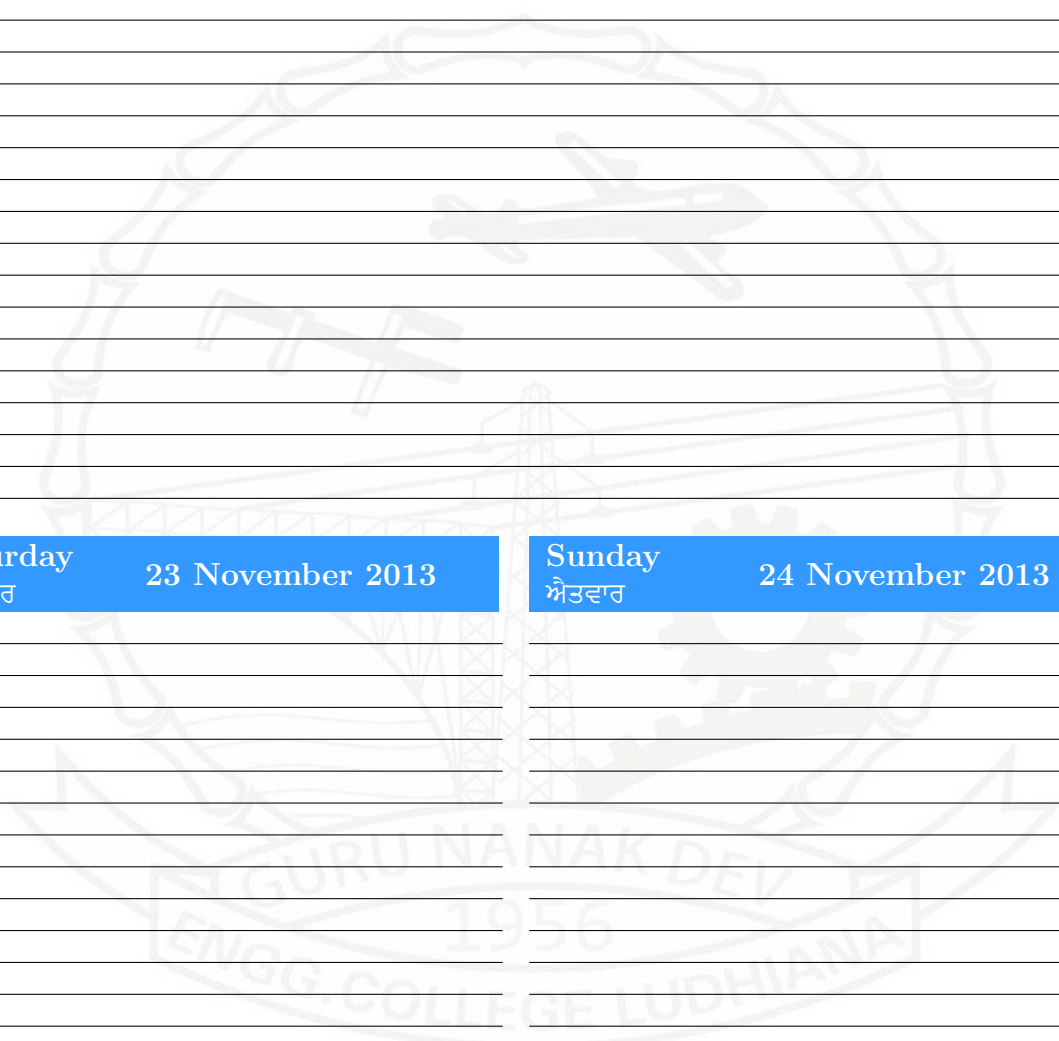 urday
ਰ
23 November 2013
Sunday
ਐਤਵਾਰ
24 November 2013
GURU NANAK DEV
1956
ENGG.COLLEGE LUDHIANA